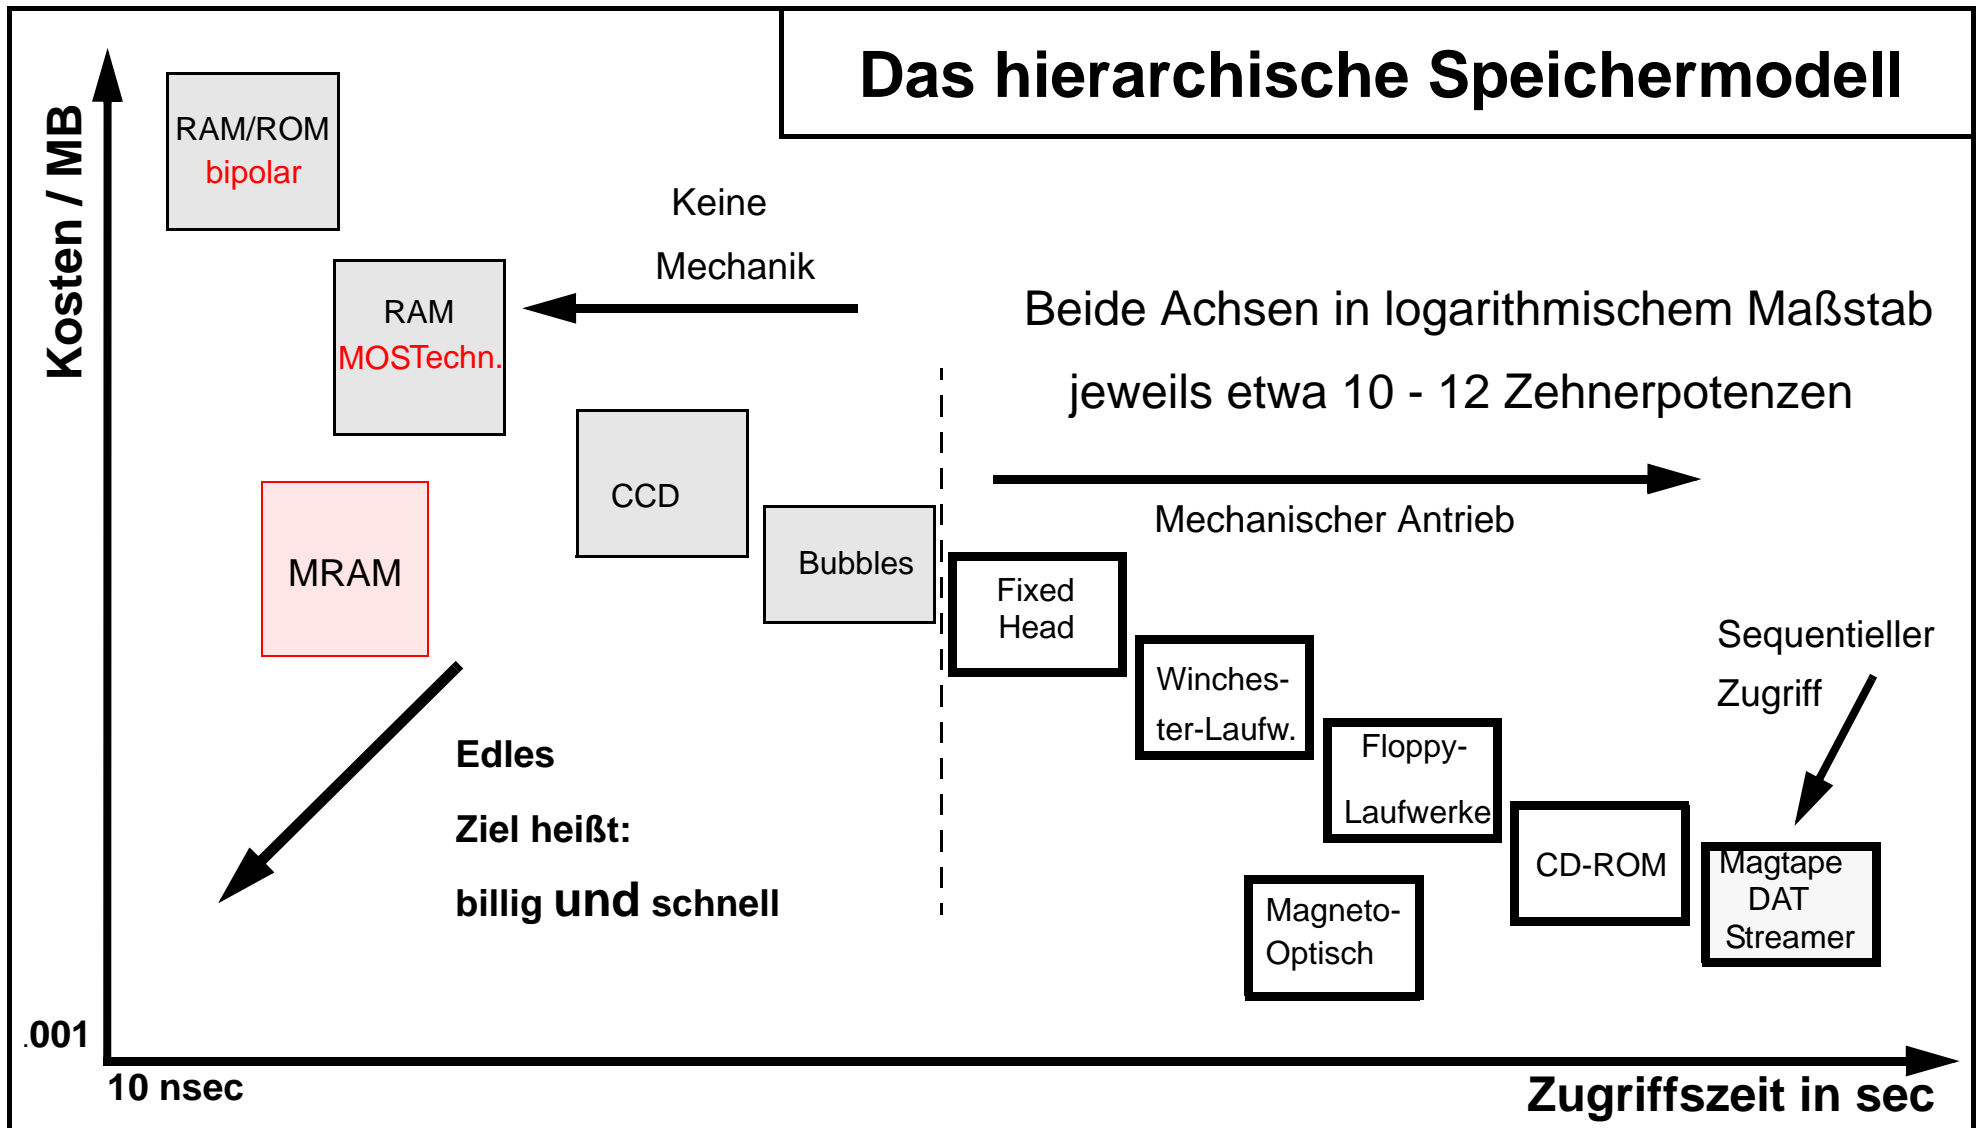 Das hierarchische Speichermodell
Kosten / MB
RAM/ROM
bipolar
Keine
Mechanik
RAM
MOSTechn.
Beide Achsen in logarithmischem Maßstab
jeweils etwa 10 - 12 Zehnerpotenzen
CCD
Mechanischer Antrieb
MRAM
Bubbles
Fixed
Head
Sequentieller
Zugriff
Winches-
ter-Laufw.
Edles
Ziel heißt:
billig und schnell
Floppy-
Laufwerke
CD-ROM
Magtape
DAT
Streamer
Magneto-
Optisch
.001
10 nsec
Zugriffszeit in sec